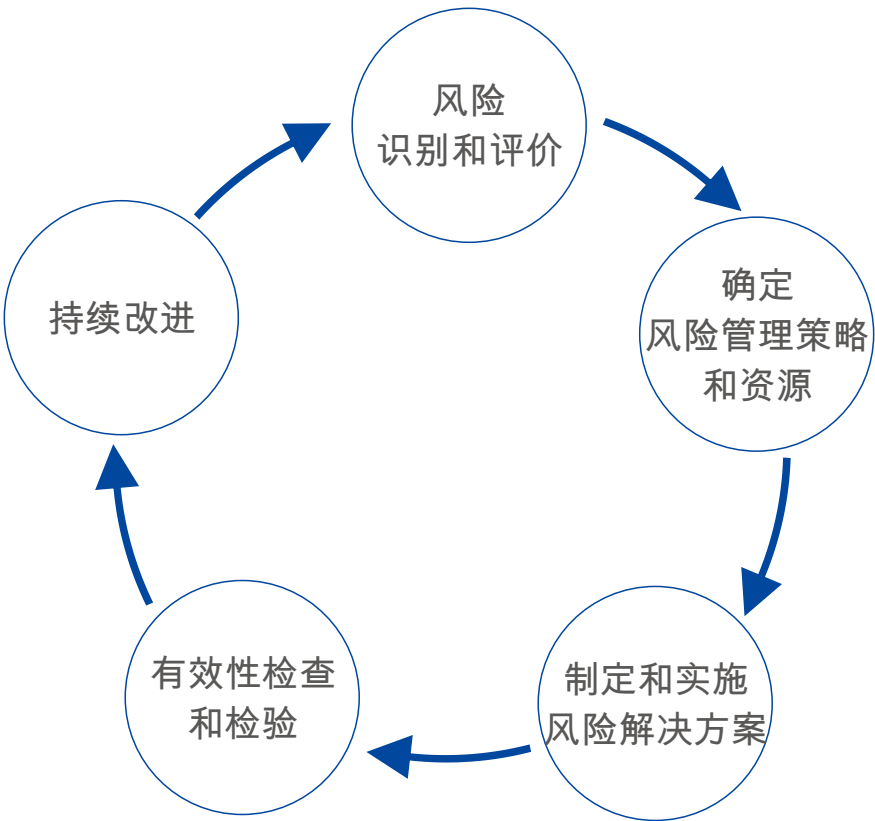 风险
识别和评价
确定
风险管理策略
和资源
制定和实施
风险解决方案
有效性检查
和检验
持续改进